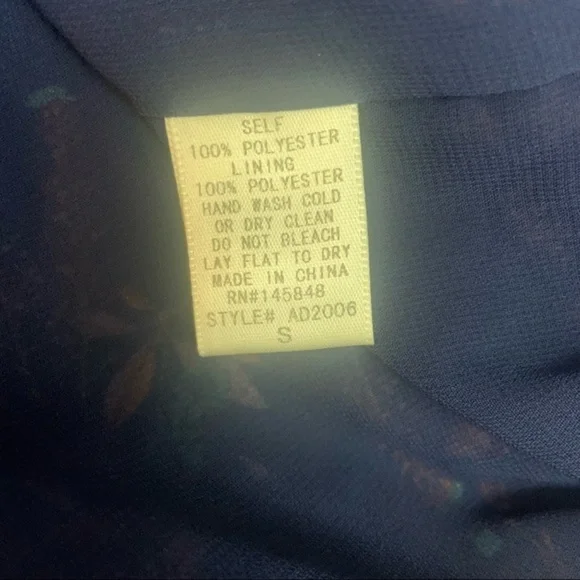 SELF
100% POLYESTER
LINING
100% POLYESTER
HAND WASH COLD
OR DRY CLEAN
DO NOT BLEACH
LAY FLAT TO DRY
MADE IN CHINA
RN#145848
STYLE# AD2006
S